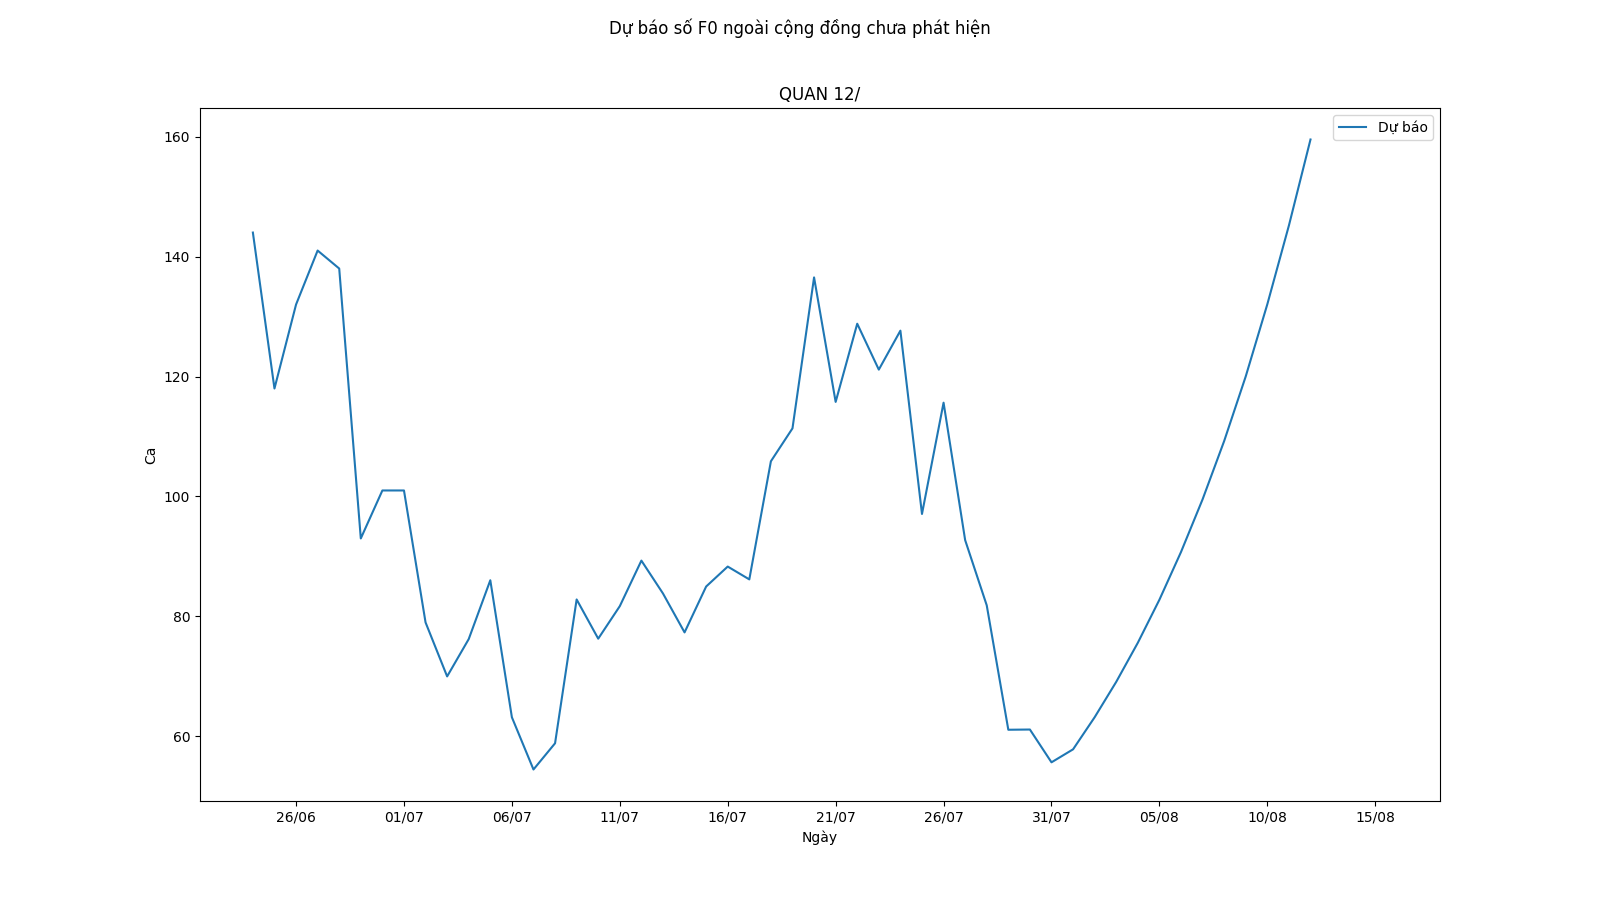 Dự báo số F0 ngoài cộng đồng chưa phát hiện
QUAN 12/
Dự báo
160
140
120
100
80
60
Ca
26/06 01/07 06/07 11/07 16/07 21/07 26/07 31/07 05/08 10/08 15/08
Ngày